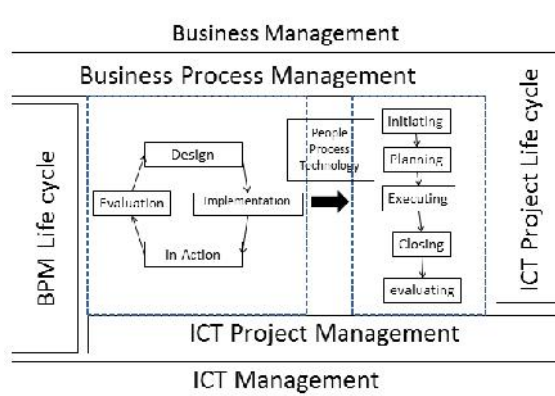 Business Management
Business Process Management
BPM Life cycle
Design
Evaluation
Implementation
In Action
People
Process
Technology
Initiating
Planning
Executing
Closing
evaluating
ICT Project Life cycle
ICT Project Management
ICT Management